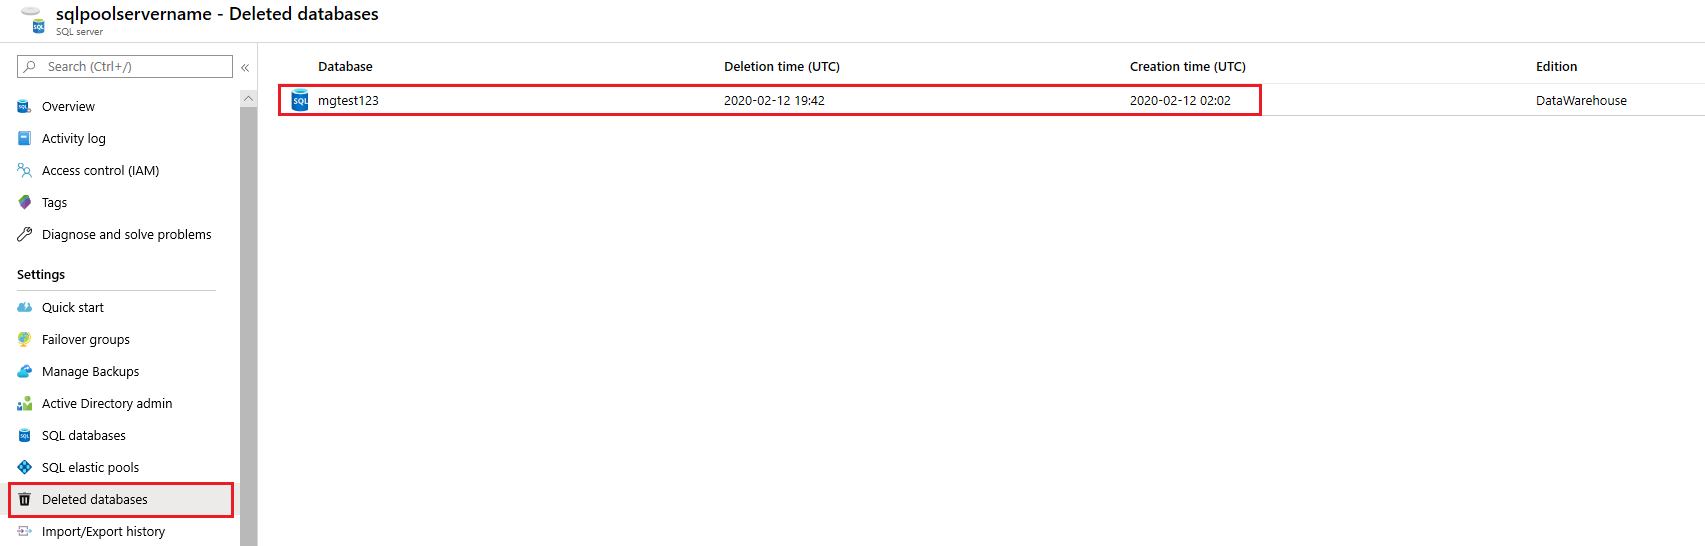 sqlpoolservername - Deleted databases
SQL server
Search (Ctrl+/)
«
Overview
Activity log
Access control (IAM)
Tags
Diagnose and solve problems
Settings
Quick start
Failover groups
Manage Backups
Active Directory admin
SQL databases
SQL elastic pools
Deleted databases
Import/Export history
Database Deletion time (UTC) Creation time (UTC) Edition
SQL mgtest123 2020-02-12 19:42 2020-02-12 02:02 DataWarehouse